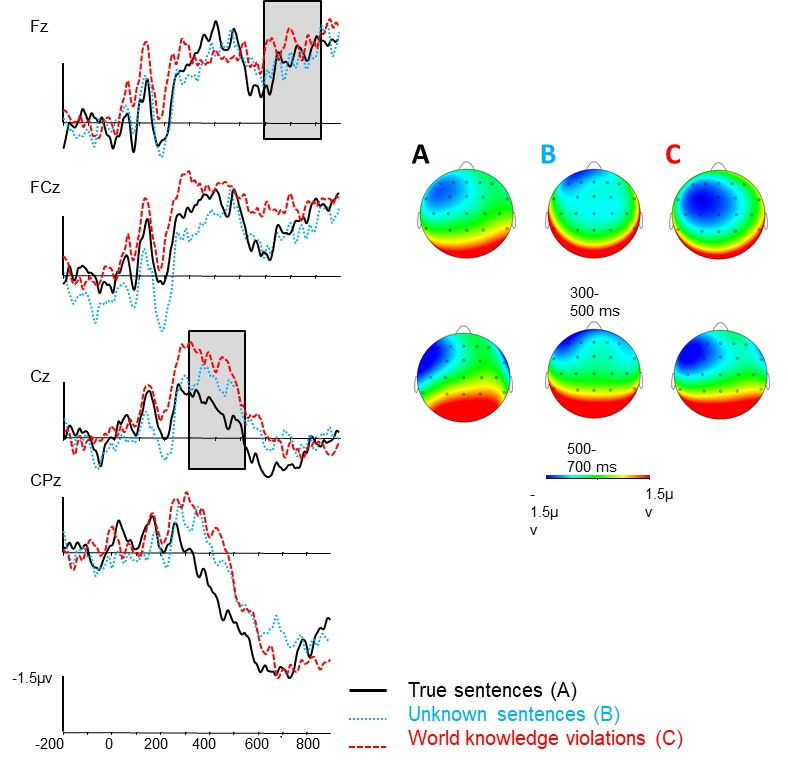 Fz
FCz
Cz
CPz
A B C
300-
500 ms
500-
700 ms
-
1.5µ
v
1.5µ
v
-1.5µv
-200 0 200 400 600 800
True sentences (A)
Unknown sentences (B)
World knowledge violations (C)